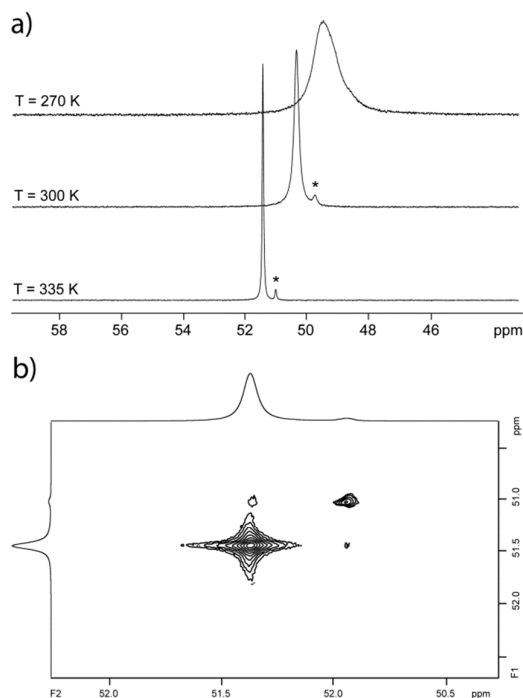 a)
T = 270 K
*
T = 300 K
*
T = 335 K
58 56 54 52 50 48 46 ppm
b)
ppm
51.0
51.5
52.0
F1
F2 52.0 51.5 52.0 50.5 ppm